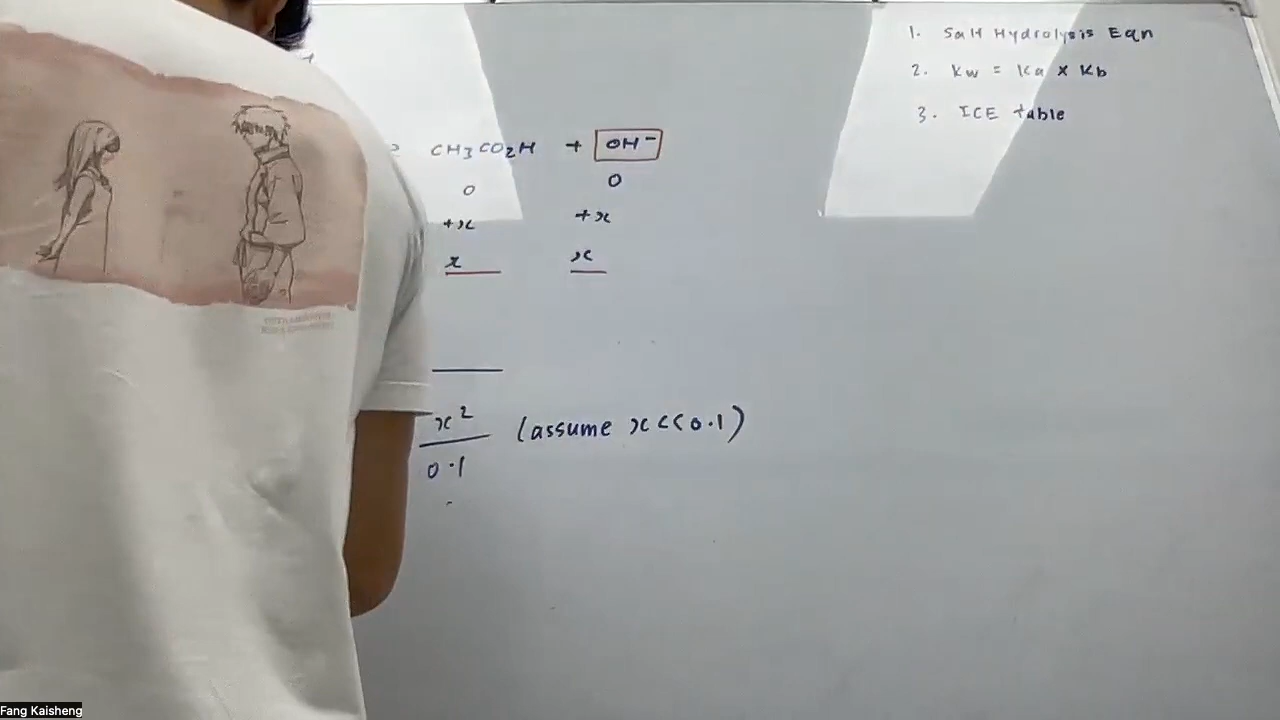 1. Salt Hydrolysis Eqn
2. Kw = Ka x Kb
3. ICE table
CH3CO2H + OH⁻
0 0
+x +x
x x
x² (assume x<<0.1)
0.1
Fang Kaisheng